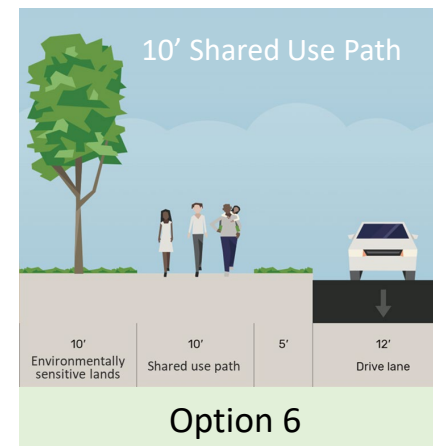 10’ Shared Use Path
10’ 10’ 5’ 12’
Environmentally
sensitive lands Shared use path Drive lane
Option 6